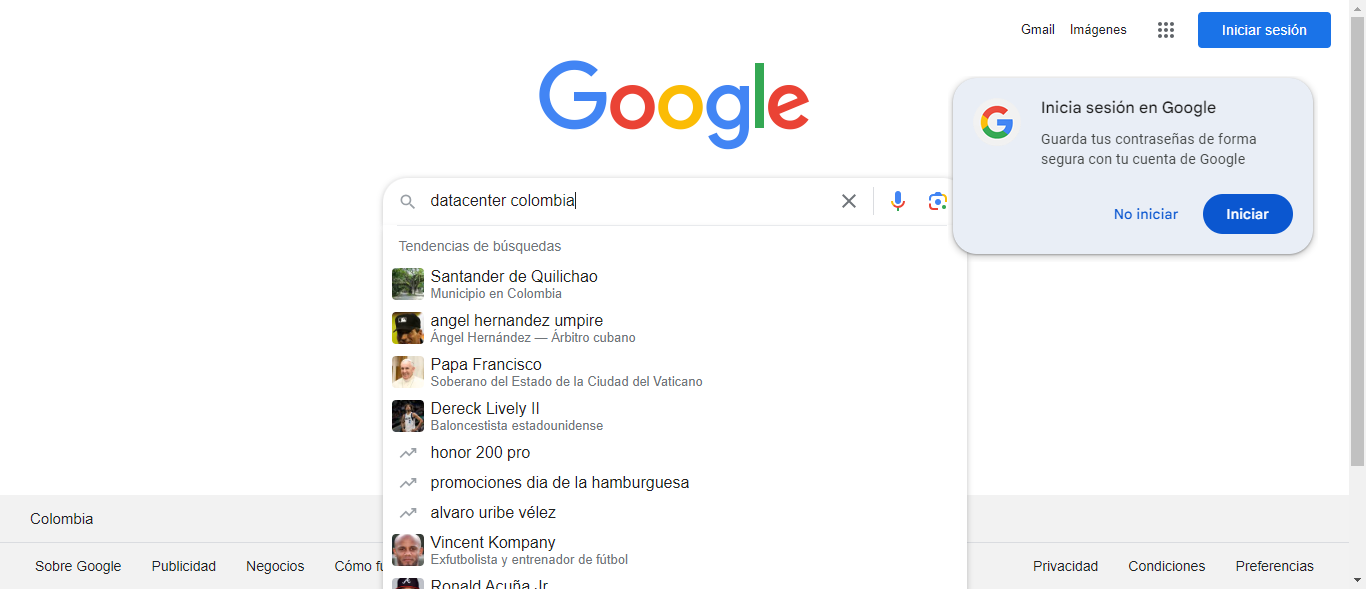 Gmail Imágenes Iniciar sesión
Google
Inicia sesión en Google
Guarda tus contraseñas de forma
segura con tu cuenta de Google
No iniciar Iniciar
datacenter colombia
Tendencias de búsquedas
Santander de Quilichao
Municipio en Colombia
angel hernandez umpire
Ángel Hernández — Árbitro cubano
Papa Francisco
Soberano del Estado de la Ciudad del Vaticano
Dereck Lively II
Baloncestista estadounidense
honor 200 pro
promociones dia de la hamburguesa
alvaro uribe vélez
Vincent Kompany
Exfutbolista y entrenador de fútbol
Ronald Acuña Jr.
Colombia
Sobre Google Publicidad Negocios Cómo fu
Privacidad Condiciones Preferencias